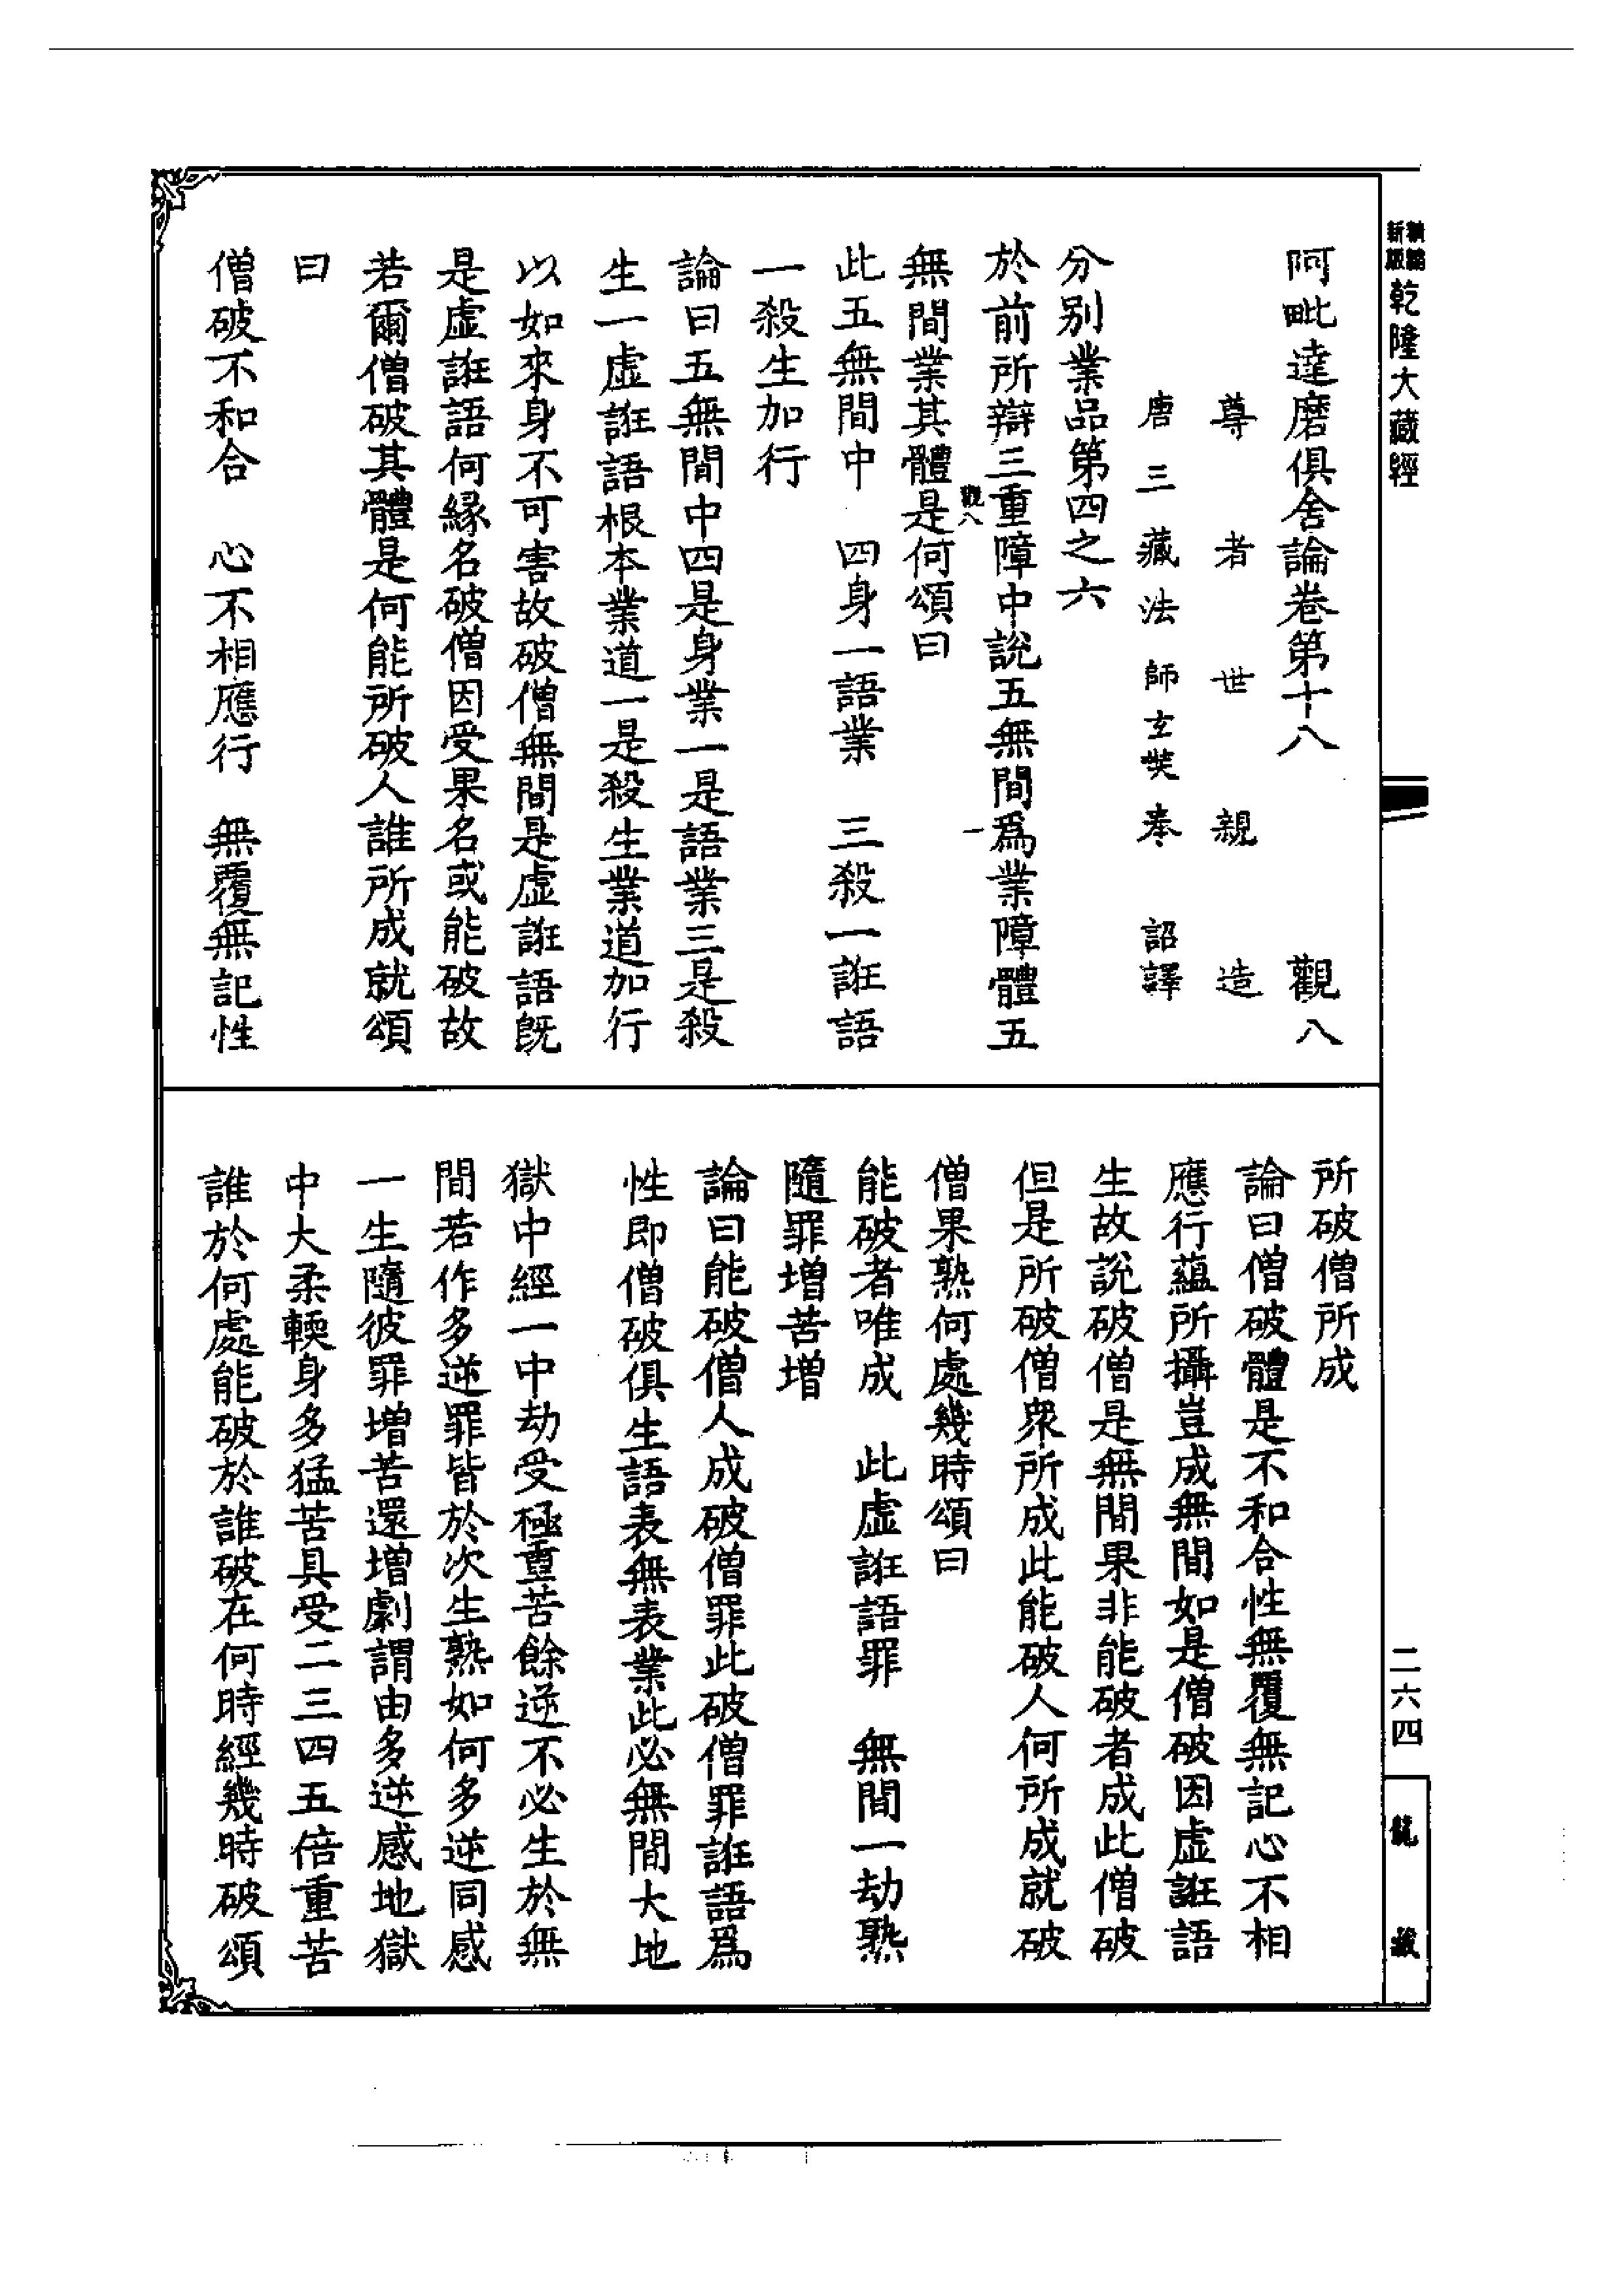 新編縮版
乾隆大藏經
阿毗達磨俱舍論卷第十八 觀八
尊者世親造
唐三藏法師玄奘奉 詔譯
分別業品第四之六
於前所辯三重障中說五無間爲業障體五
觀八 一
無間業其體是何頌曰
此五無間中 四身一語業 三殺一誑語
一殺生加行
論曰五無間中四是身業一是語業三是殺
生一虛誑語根本業道一是殺生業道加行
以如來身不可害故破僧無間是虛誑語旣
是虛誑語何緣名破僧因受果名或能破故
若爾僧破其體是何能所破人誰所成就頌
曰
僧破不和合 心不相應行 無覆無記性
所破僧所成
論曰僧破體是不和合性無覆無記心不相
應行蘊所攝豈成無間如是僧破因虛誑語
生故說破僧是無間果非能破者成此僧破
但是所破僧衆所成此能破人何所成就破
僧果熟何處幾時頌曰
能破者唯成 此虛誑語罪 無間一劫熟
隨罪增苦增
論曰能破僧人成破僧罪此破僧罪誑語爲
性即僧破俱生語表無表業此必無間大地
獄中經一中劫受極重苦餘逆不必生於無
間若作多逆罪皆於次生熟如何多逆同感
一生隨彼罪增苦還增劇謂由多逆感地獄
中大柔輭身多猛苦具受二三四五倍重苦
誰於何處能破於誰破在何時經幾時破頌
二六四
龍藏